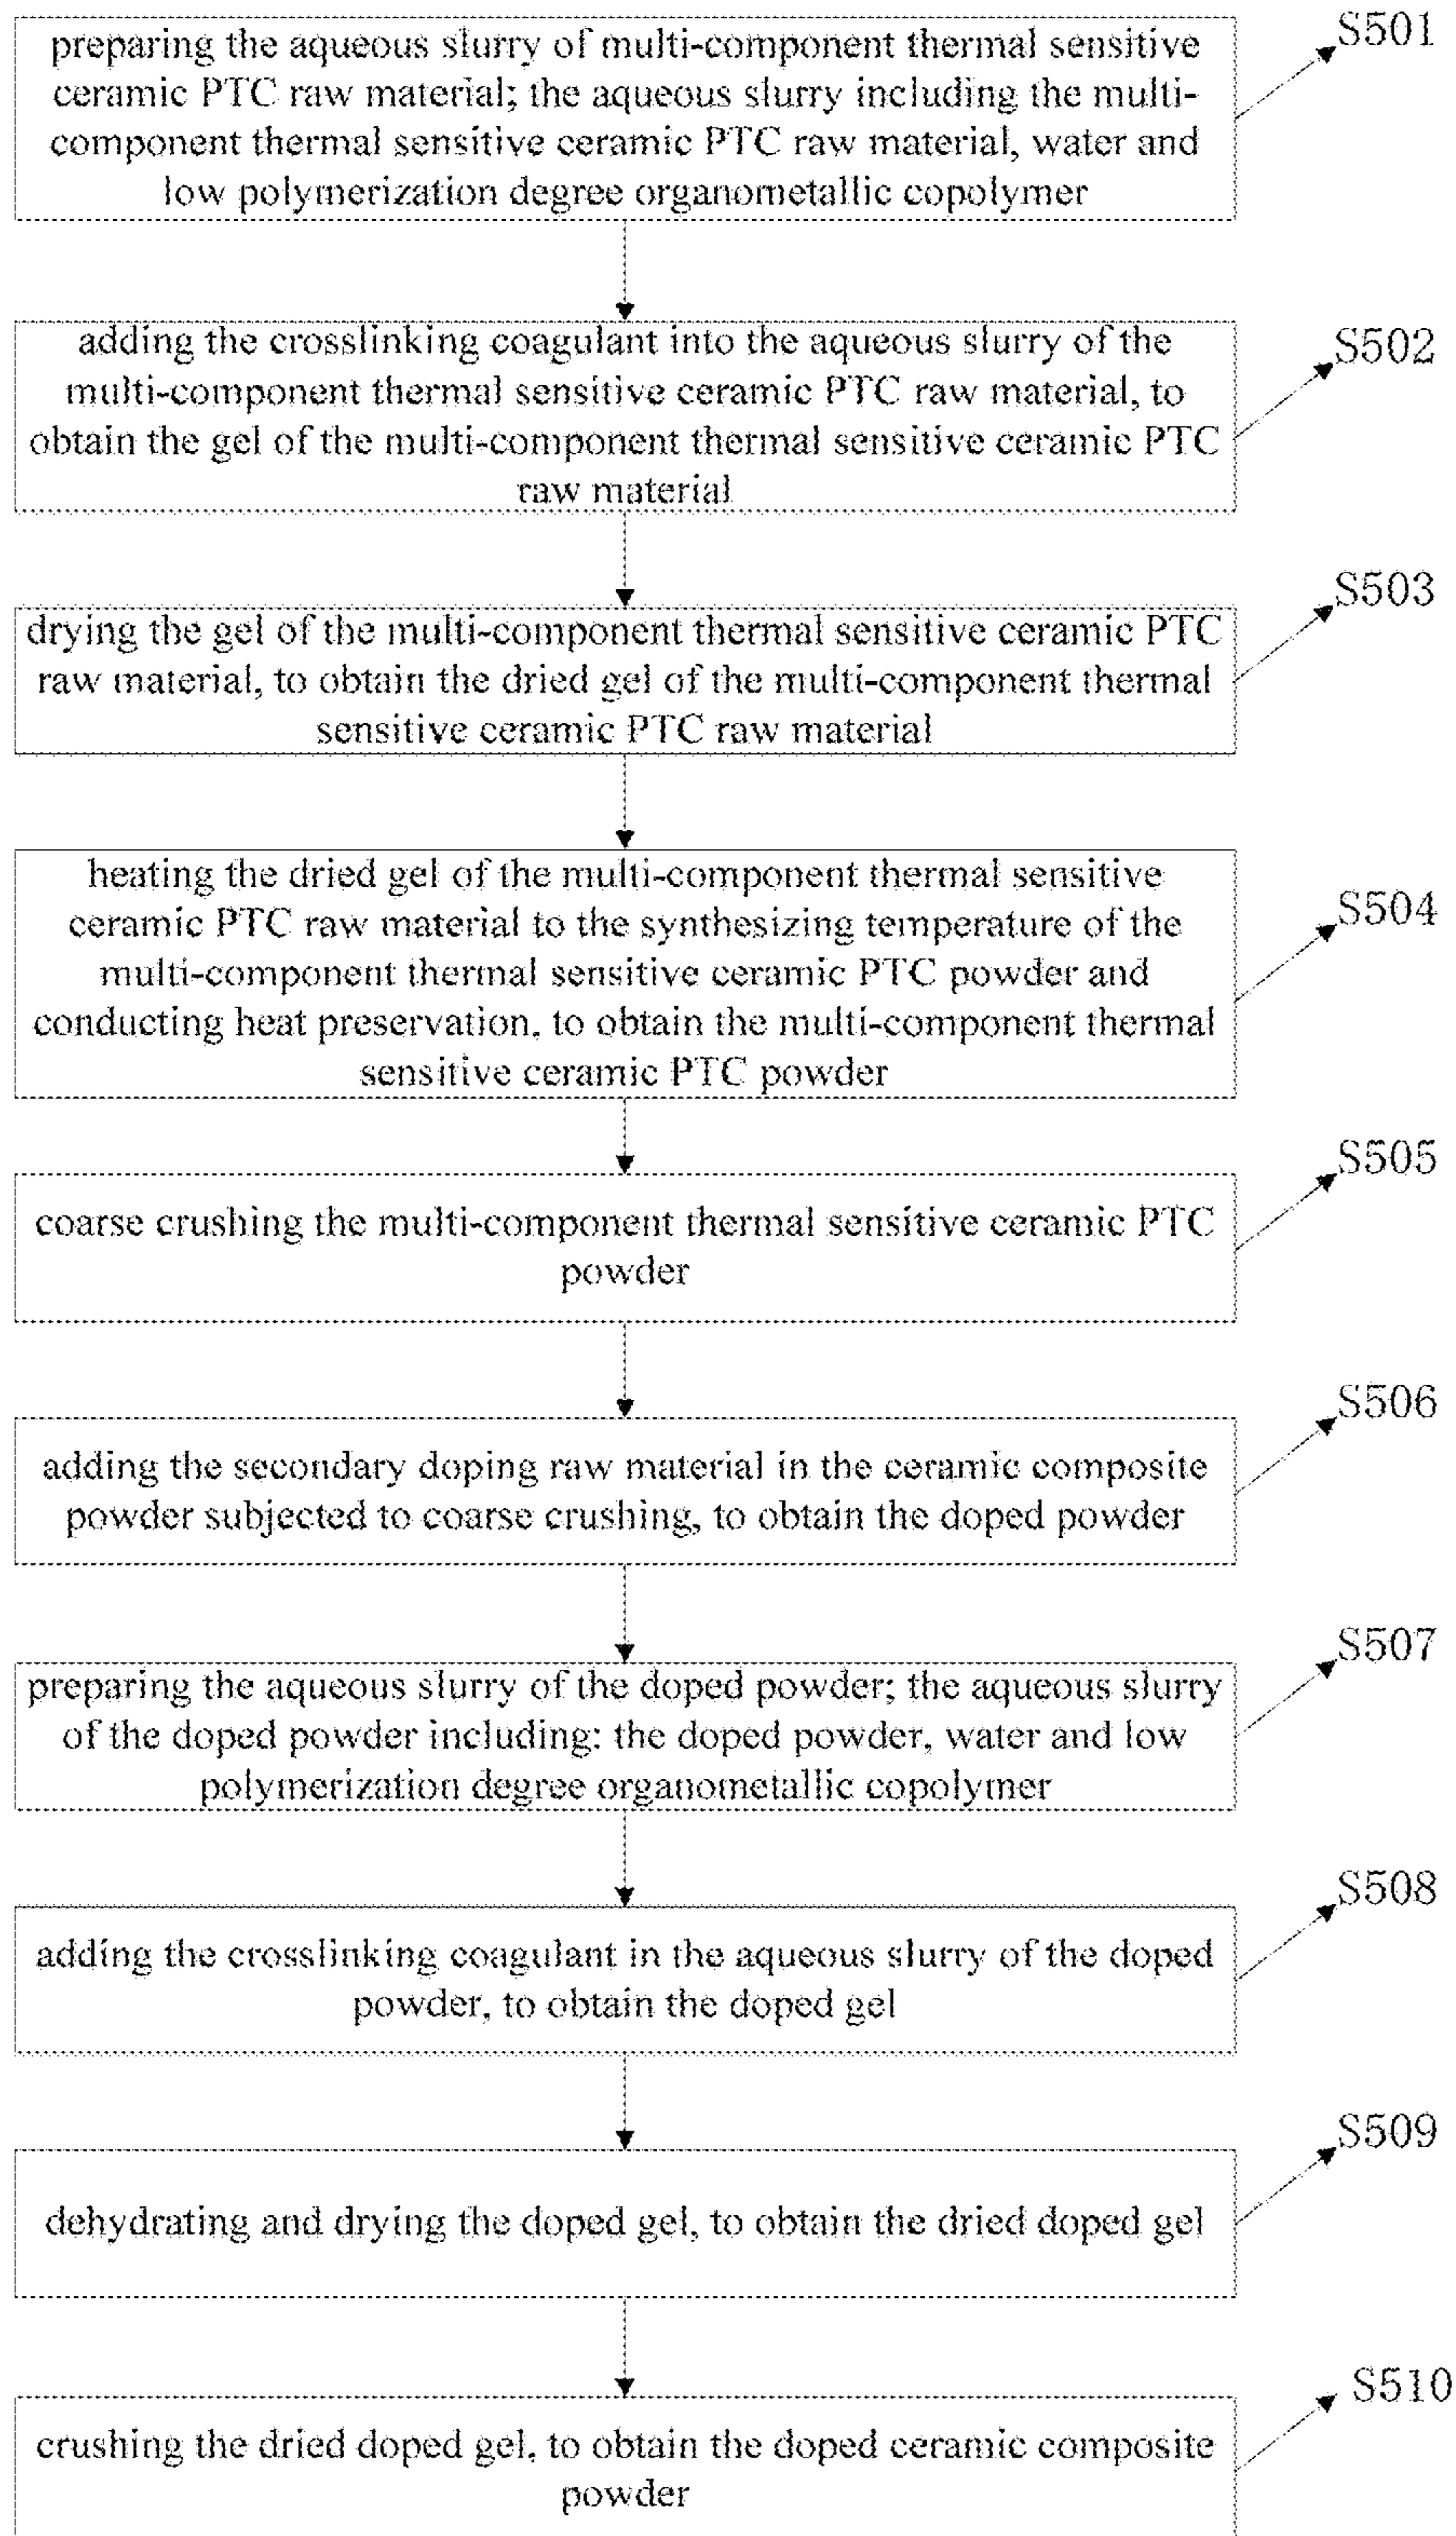 preparing the aqueous slurry of multi-component thermal sensitive
ceramic PTC raw material; the aqueous slurry including the multi-
component thermal sensitive ceramic PTC raw material, water and
low polymerization degree organometallic copolymer
S501
adding the crosslinking coagulant into the aqueous slurry of the
multi-component thermal sensitive ceramic PTC raw material, to
obtain the gel of the multi-component thermal sensitive ceramic PTC
raw material
S502
drying the gel of the multi-component thermal sensitive ceramic PTC
raw material, to obtain the dried gel of the multi-component thermal
sensitive ceramic PTC raw material
S503
heating the dried gel of the multi-component thermal sensitive
ceramic PTC raw material to the synthesizing temperature of the
multi-component thermal sensitive ceramic PTC powder and
conducting heat preservation, to obtain the multi-component thermal
sensitive ceramic PTC powder
S504
coarse crushing the multi-component thermal sensitive ceramic PTC
powder
S505
adding the secondary doping raw material in the ceramic composite
powder subjected to coarse crushing, to obtain the doped powder
S506
preparing the aqueous slurry of the doped powder; the aqueous slurry
of the doped powder including: the doped powder, water and low
polymerization degree organometallic copolymer
S507
adding the crosslinking coagulant in the aqueous slurry of the doped
powder, to obtain the doped gel
S508
dehydrating and drying the doped gel, to obtain the dried doped gel
S509
crushing the dried doped gel, to obtain the doped ceramic composite
powder
S510